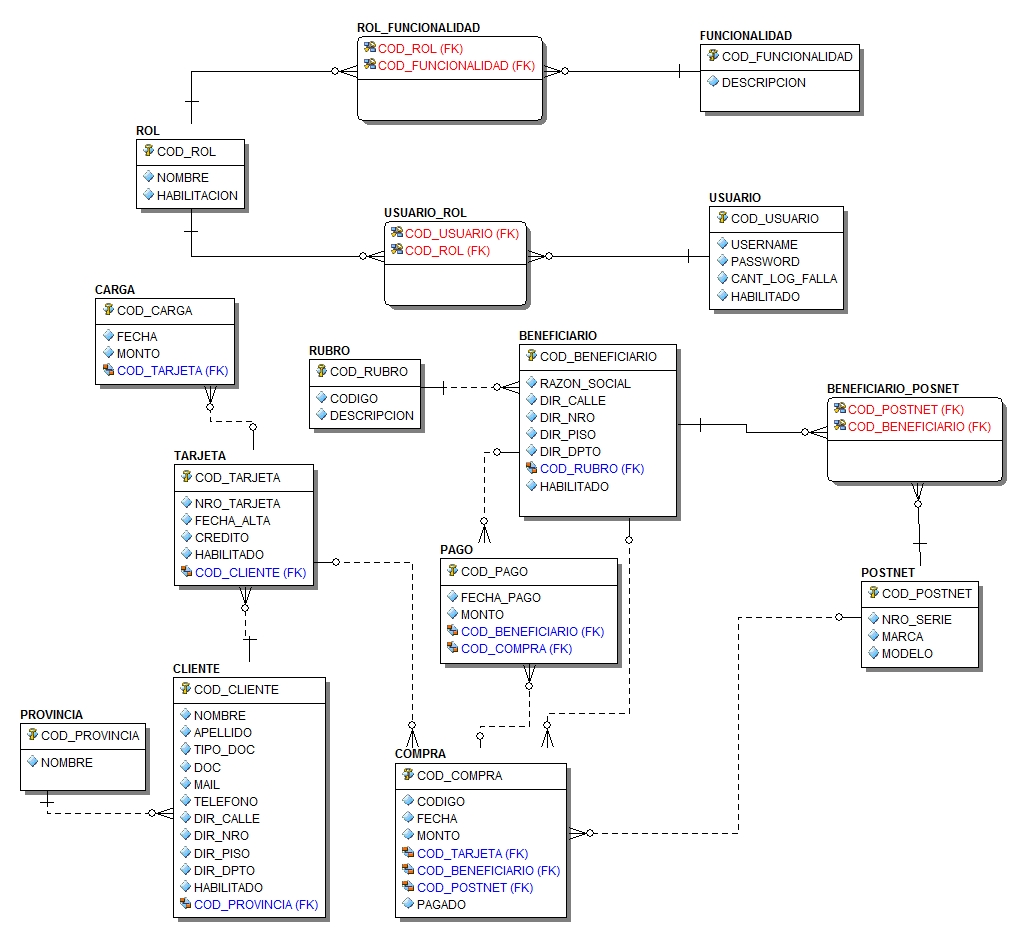 ROL_FUNCIONALIDAD
COD_ROL (FK)
COD_FUNCIONALIDAD (FK)
FUNCIONALIDAD
COD_FUNCIONALIDAD
DESCRIPCION
ROL
COD_ROL
NOMBRE
HABILITACION
USUARIO_ROL
COD_USUARIO (FK)
COD_ROL (FK)
USUARIO
COD_USUARIO
USERNAME
PASSWORD
CANT_LOG_FALLA
HABILITADO
CARGA
COD_CARGA
FECHA
MONTO
COD_TARJETA (FK)
RUBRO
COD_RUBRO
CODIGO
DESCRIPCION
BENEFICIARIO
COD_BENEFICIARIO
RAZON_SOCIAL
DIR_CALLE
DIR_NRO
DIR_PISO
DIR_DPTO
COD_RUBRO (FK)
HABILITADO
BENEFICIARIO_POSNET
COD_POSTNET (FK)
COD_BENEFICIARIO (FK)
TARJETA
COD_TARJETA
NRO_TARJETA
FECHA_ALTA
CREDITO
HABILITADO
COD_CLIENTE (FK)
PAGO
COD_PAGO
FECHA_PAGO
MONTO
COD_BENEFICIARIO (FK)
COD_COMPRA (FK)
POSTNET
COD_POSTNET
NRO_SERIE
MARCA
MODELO
CLIENTE
COD_CLIENTE
NOMBRE
APELLIDO
TIPO_DOC
DOC
MAIL
TELEFONO
DIR_CALLE
DIR_NRO
DIR_PISO
DIR_DPTO
HABILITADO
COD_PROVINCIA (FK)
PROVINCIA
COD_PROVINCIA
NOMBRE
COMPRA
COD_COMPRA
CODIGO
FECHA
MONTO
COD_TARJETA (FK)
COD_BENEFICIARIO (FK)
COD_POSTNET (FK)
PAGADO